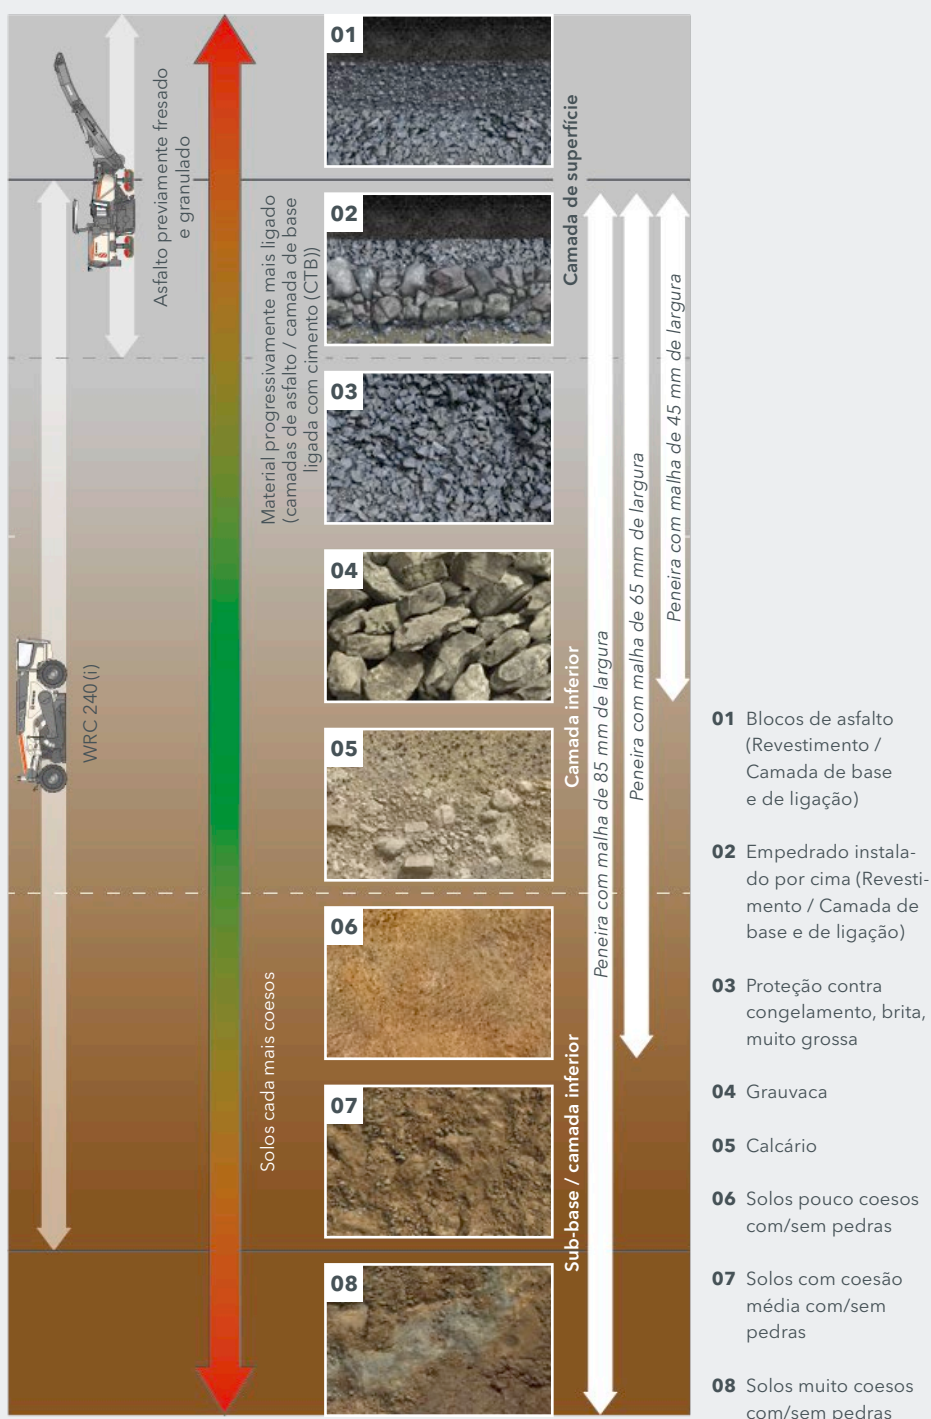 01
02
03
04
05
06
07
08
Asfalto previamente fresado
e granulado
Material progressivamente mais ligado
(camadas de asfalto / camada de base
ligada com cimento (CTB))
WRC 240 (i)
Solos cada mais coesos
Camada de superfície
Camada inferior
Sub-base / camada inferior
Peneira com malha de 85 mm de largura
Peneira com malha de 65 mm de largura
Peneira com malha de 45 mm de largura
01 Blocos de asfalto
(Revestimento /
Camada de base
e de ligação)
02 Empedrado instala-
do por cima (Revesti-
mento / Camada de
base e de ligação)
03 Proteção contra
congelamento, brita,
muito grossa
04 Grauvaca
05 Calcário
06 Solos pouco coesos
com/sem pedras
07 Solos com coesão
média com/sem
pedras
08 Solos muito coesos
com/sem pedras